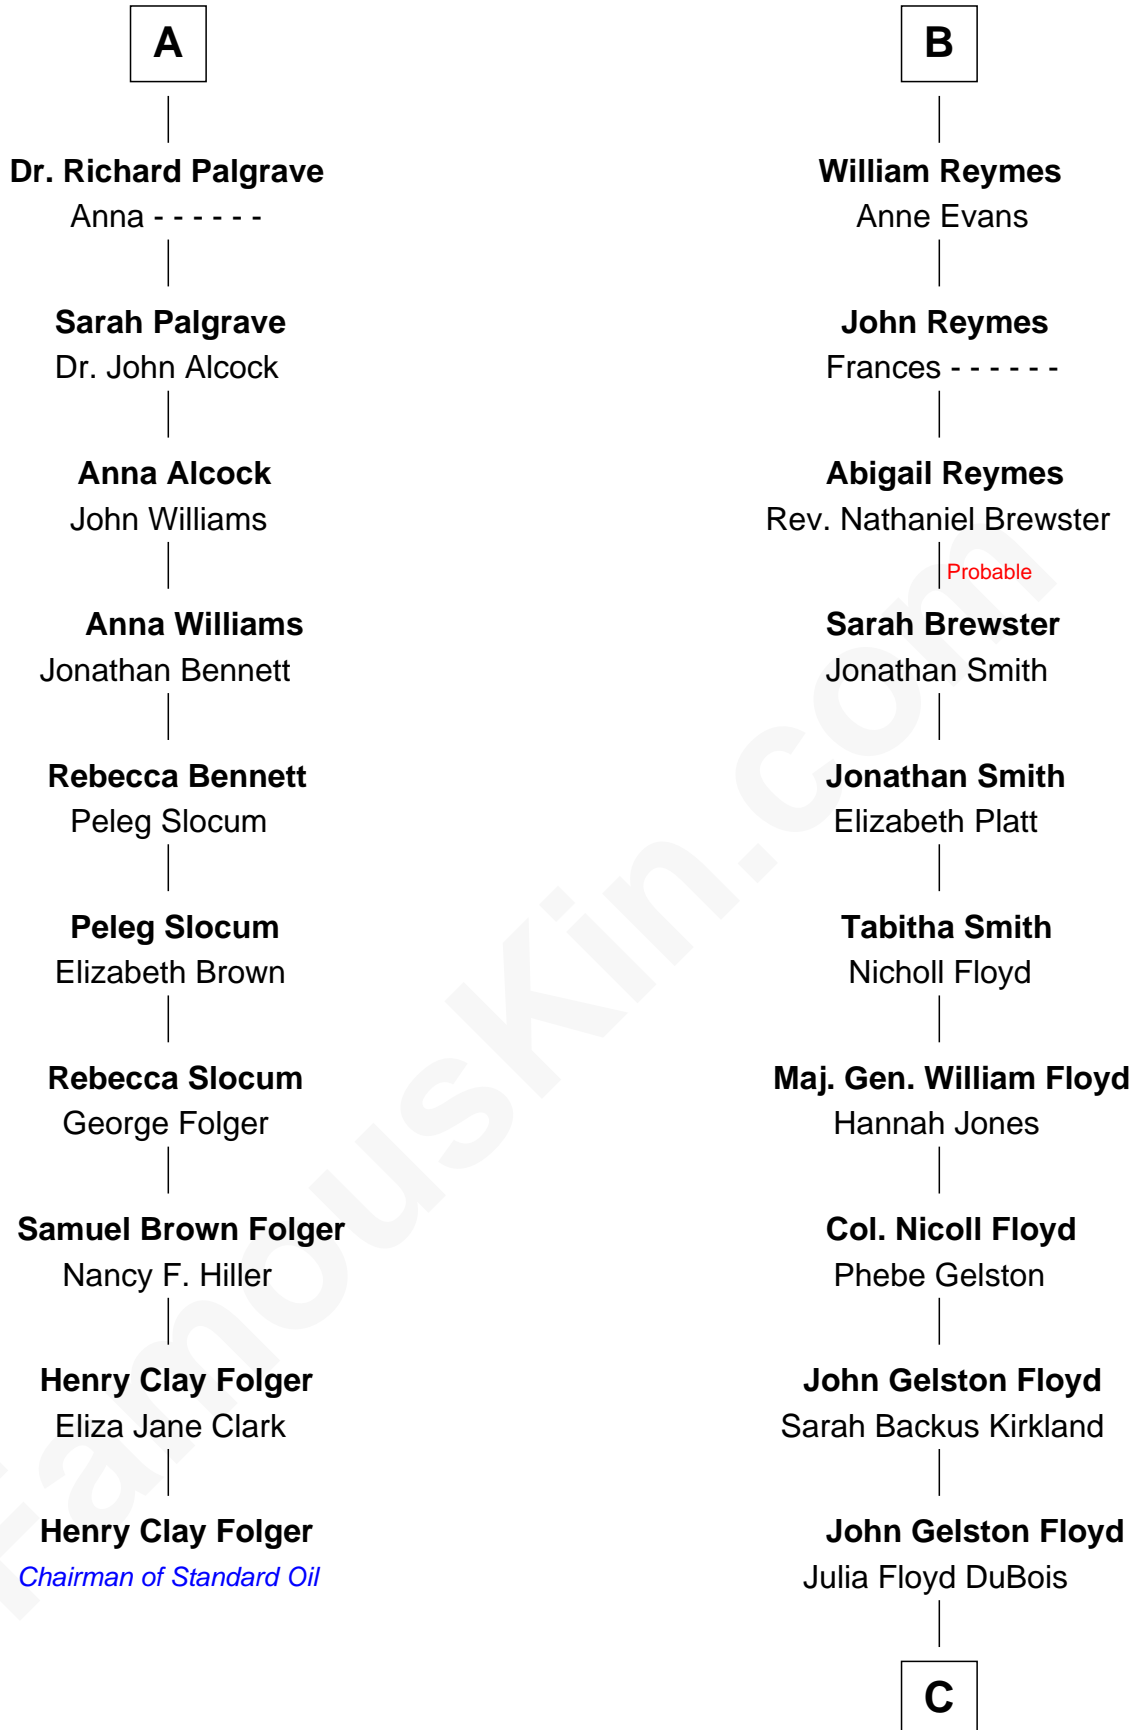 A
Dr. Richard Palgrave
Anna - - - - - -
Sarah Palgrave
Dr. John Alcock
Anna Alcock
John Williams
Anna Williams
Jonathan Bennett
Rebecca Bennett
Peleg Slocum
Peleg Slocum
Elizabeth Brown
Rebecca Slocum
George Folger
Samuel Brown Folger
Nancy F. Hiller
Henry Clay Folger
Eliza Jane Clark
Henry Clay Folger
Chairman of Standard Oil
B
William Reymes
Anne Evans
John Reymes
Frances - - - - - -
Abigail Reymes
Rev. Nathaniel Brewster
Probable
Sarah Brewster
Jonathan Smith
Jonathan Smith
Elizabeth Platt
Tabitha Smith
Nicholl Floyd
Maj. Gen. William Floyd
Hannah Jones
Col. Nicoll Floyd
Phebe Gelston
John Gelston Floyd
Sarah Backus Kirkland
John Gelston Floyd
Julia Floyd DuBois
C
FamousKin.com